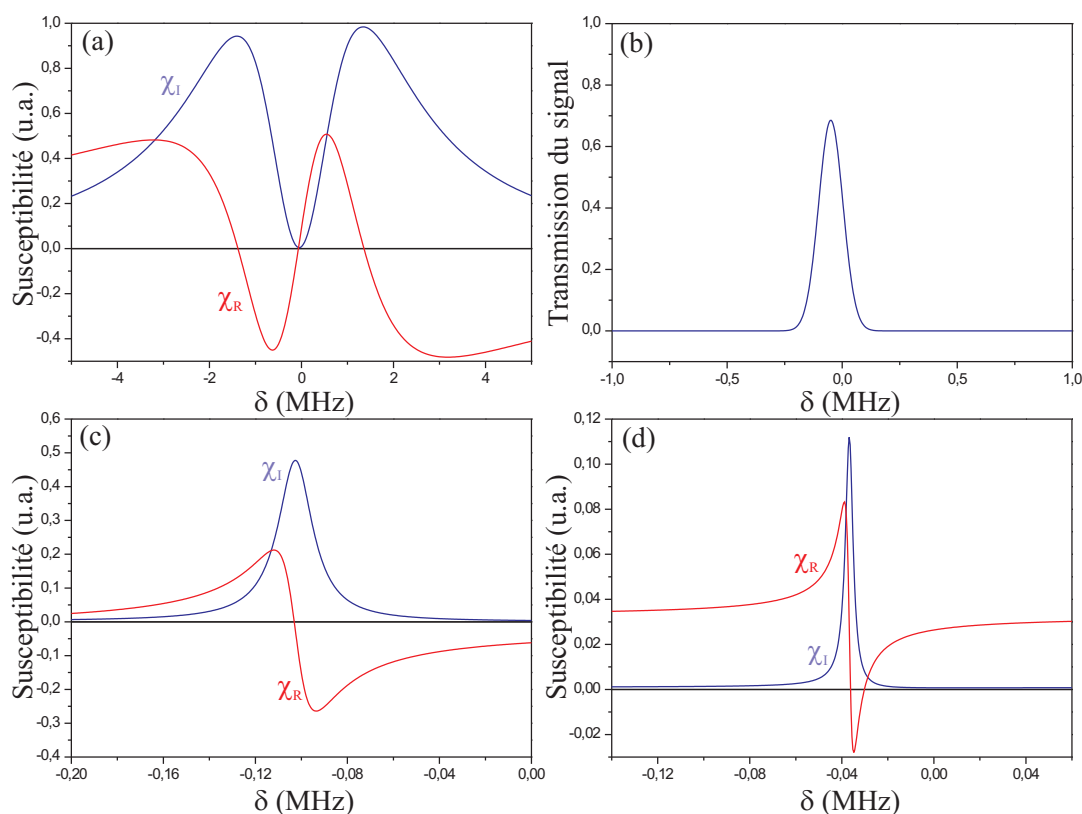 (a)
Susceptibilité (u.a.)
1,0
0,8
0,6
0,4
0,2
0,0
-0,2
-0,4
χI
χR
-4 -2 0 2 4
δ (MHz)
(b)
Transmission du signal
1,0
0,8
0,6
0,4
0,2
0,0
-1,0 -0,5 0,0 0,5 1,0
δ (MHz)
(c)
Susceptibilité (u.a.)
0,6
0,5
0,4
0,3
0,2
0,1
0,0
-0,1
-0,2
-0,3
-0,4
χI
χR
-0,20 -0,16 -0,12 -0,08 -0,04 0,00
δ (MHz)
(d)
Susceptibilité (u.a.)
0,12
0,10
0,08
0,06
0,04
0,02
0,00
-0,02
χR
χI
-0,12 -0,08 -0,04 0,00 0,04
δ (MHz)